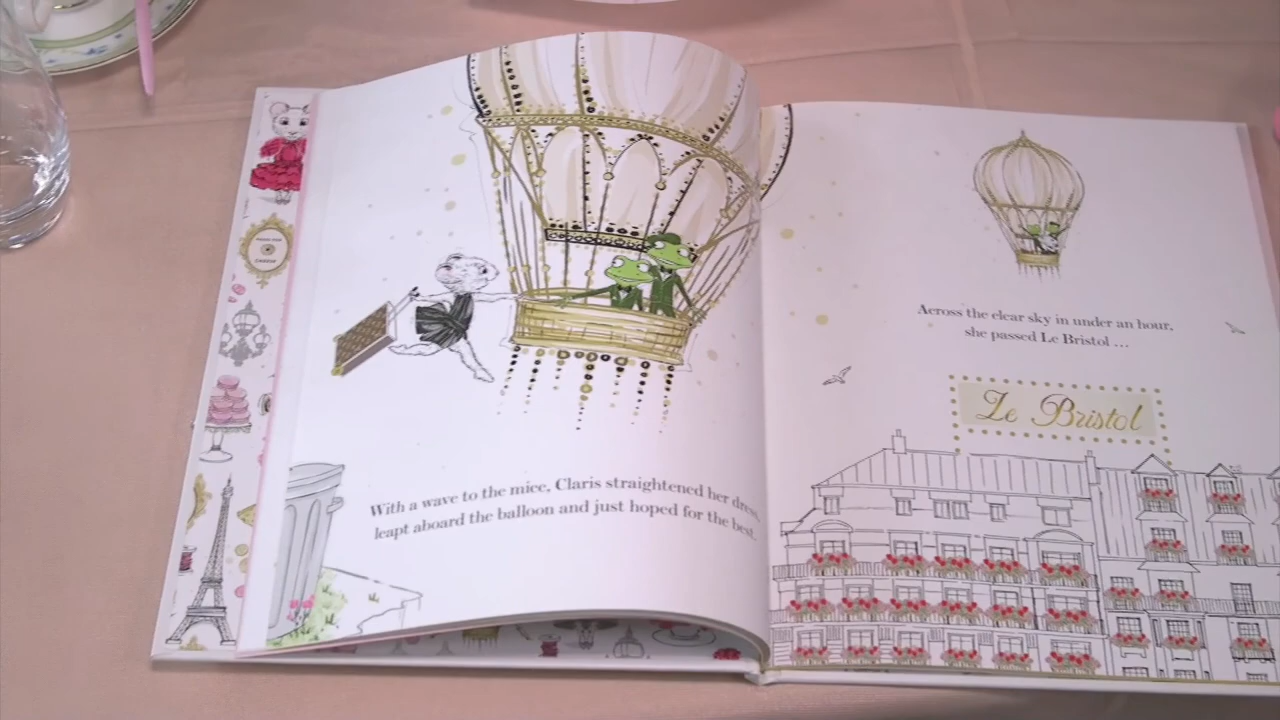 With a wave to the mice, Claris straightened her dress,
leapt aboard the balloon and just hoped for the best.
Across the clear sky in under an hour,
she passed Le Bristol ...
Le Bristol